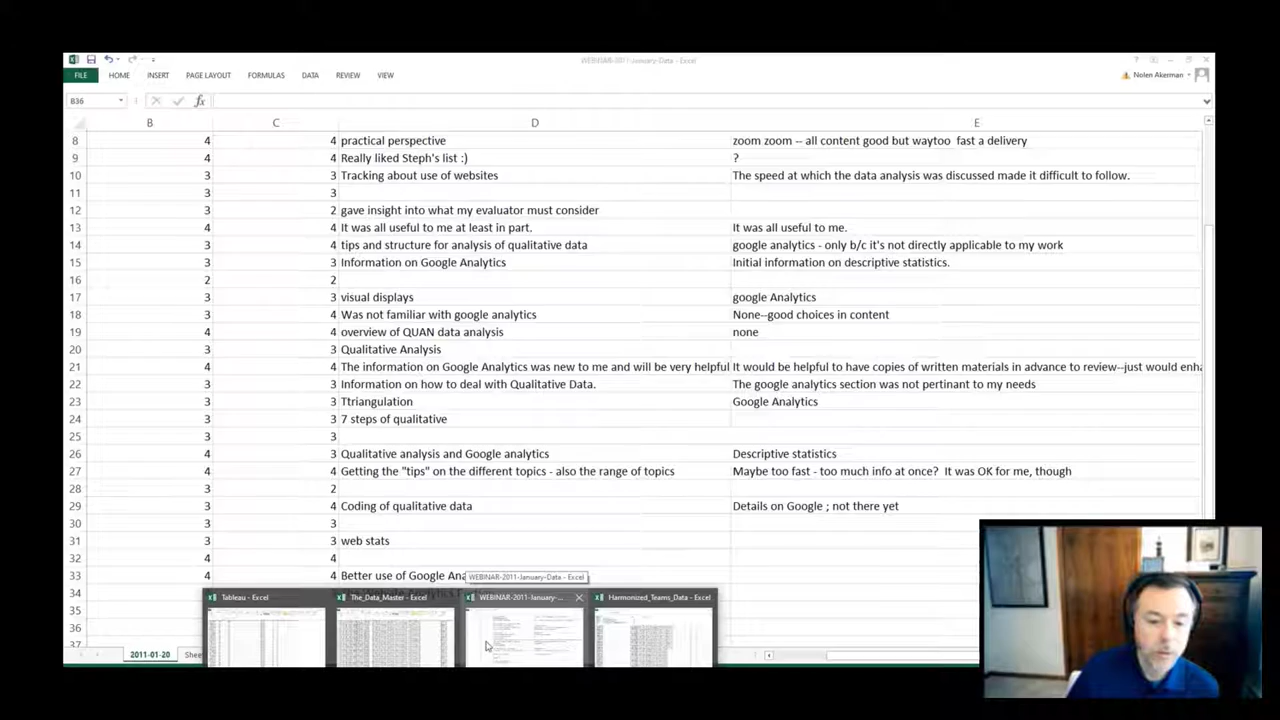 WEBINAR-2011-January-Data - Excel
FILE HOME INSERT PAGE LAYOUT FORMULAS DATA REVIEW VIEW
Nolen Akerman
B36 fx
B C D E
8 4 4 practical perspective zoom zoom -- all content good but waytoo fast a delivery
9 4 4 Really liked Steph's list :) ?
10 3 3 Tracking about use of websites The speed at which the data analysis was discussed made it difficult to follow.
11 3 3
12 3 2 gave insight into what my evaluator must consider
13 4 4 It was all useful to me at least in part. It was all useful to me.
14 3 4 tips and structure for analysis of qualitative data google analytics - only b/c it's not directly applicable to my work
15 3 3 Information on Google Analytics Initial information on descriptive statistics.
16 2 2
17 3 3 visual displays google Analytics
18 3 4 Was not familiar with google analytics None--good choices in content
19 4 4 overview of QUAN data analysis none
20 3 3 Qualitative Analysis
21 4 4 The information on Google Analytics was new to me and will be very helpful It would be helpful to have copies of written materials in advance to review--just would enha
22 3 4 Information on how to deal with Qualitative Data. The google analytics section was not pertinant to my needs
23 3 3 Ttriangulation Google Analytics
24 3 3 7 steps of qualitative
25 3 3
26 4 3 Qualitative analysis and Google analytics Descriptive statistics
27 4 4 Getting the "tips" on the different topics - also the range of topics Maybe too fast - too much info at once? It was OK for me, though
28 3 2
29 3 4 Coding of qualitative data Details on Google ; not there yet
30 3 3
31 3 3 web stats
32 4 4
33 4 4 Better use of Google Ana WEBINAR-2011-January-Data - Excel
34
35
36
37
Tableau - Excel The_Data_Master - Excel WEBINAR-2011-January-... Harmonized_Teams_Data - Excel
2011-01-20 Shee